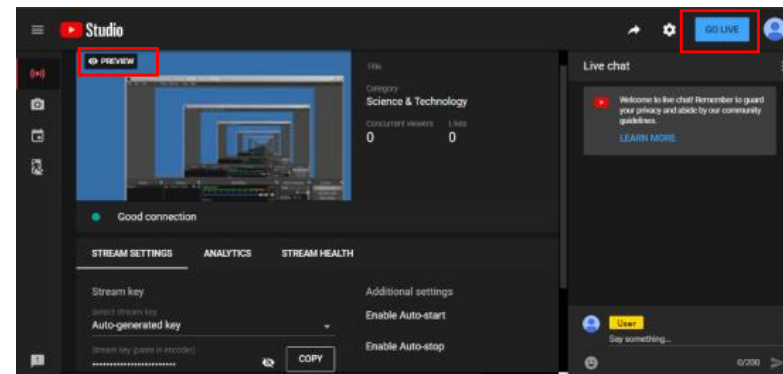 Studio
GO LIVE
PREVIEW
Title
Category
Science & Technology
Concurrent viewers Likes
0 0
Good connection
STREAM SETTINGS ANALYTICS STREAM HEALTH
Stream key
Select stream key
Auto-generated key
Stream key (paste in encoder)
COPY
Additional settings
Enable Auto-start
Enable Auto-stop
Live chat
Welcome to live chat! Remember to guard
your privacy and abide by our community
guidelines.
LEARN MORE
User
Say something...
0/200